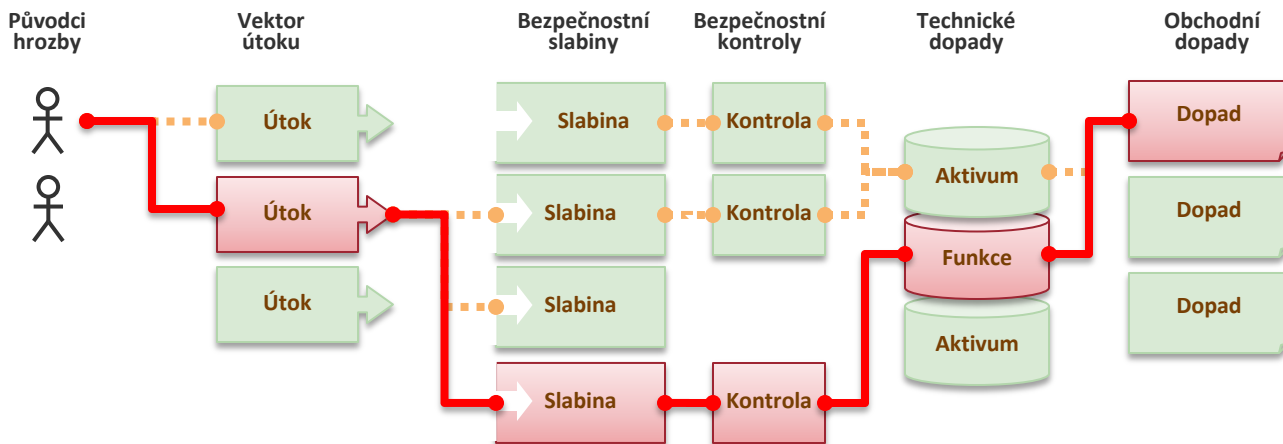 Původci
hrozby
Vektor
útoku
Bezpečnostní
slabiny
Bezpečnostní
kontroly
Technické
dopady
Obchodní
dopady
Útok
Slabina
Kontrola
Dopad
Aktivum
Útok
Slabina
Kontrola
Dopad
Funkce
Útok
Slabina
Dopad
Aktivum
Slabina
Kontrola